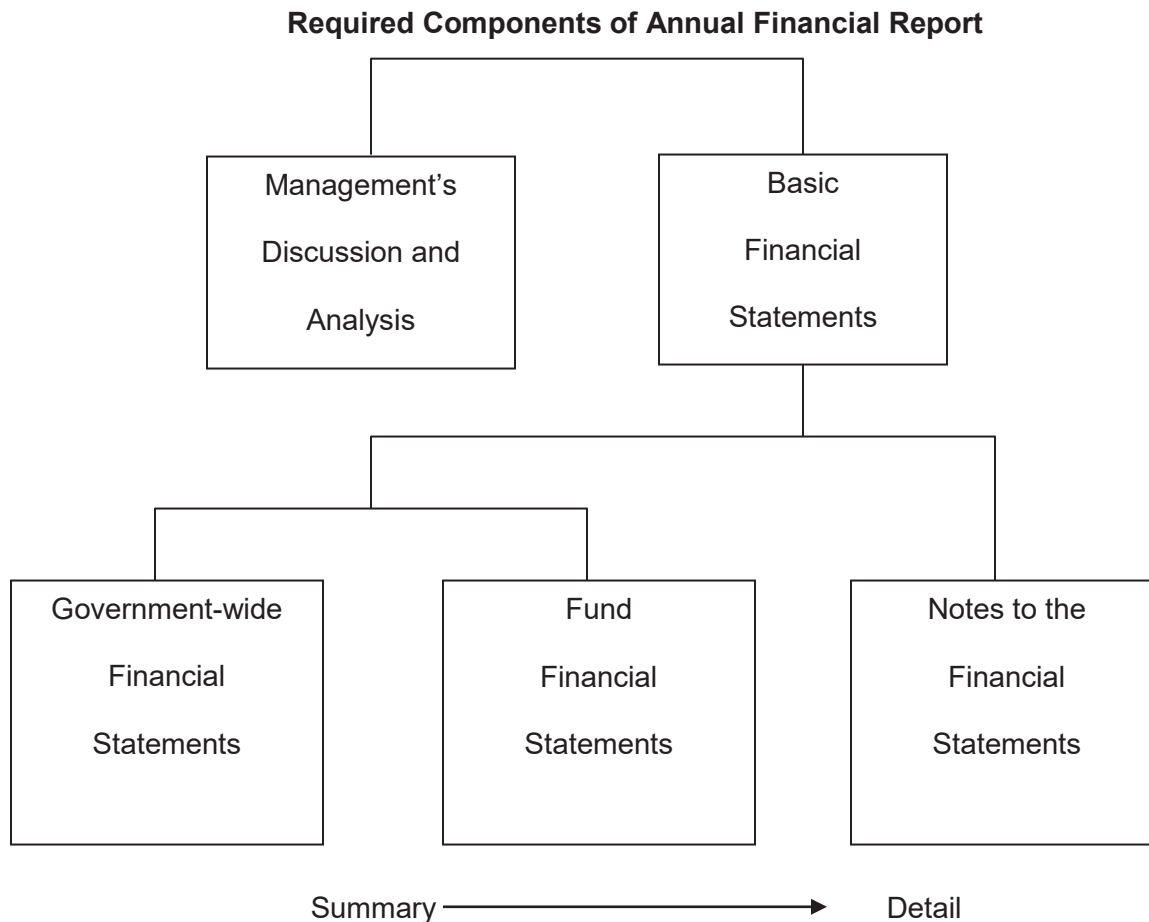 Required Components of Annual Financial Report
Management’s
Discussion and
Analysis
Basic
Financial
Statements
Government-wide
Financial
Statements
Fund
Financial
Statements
Notes to the
Financial
Statements
Summary
Detail